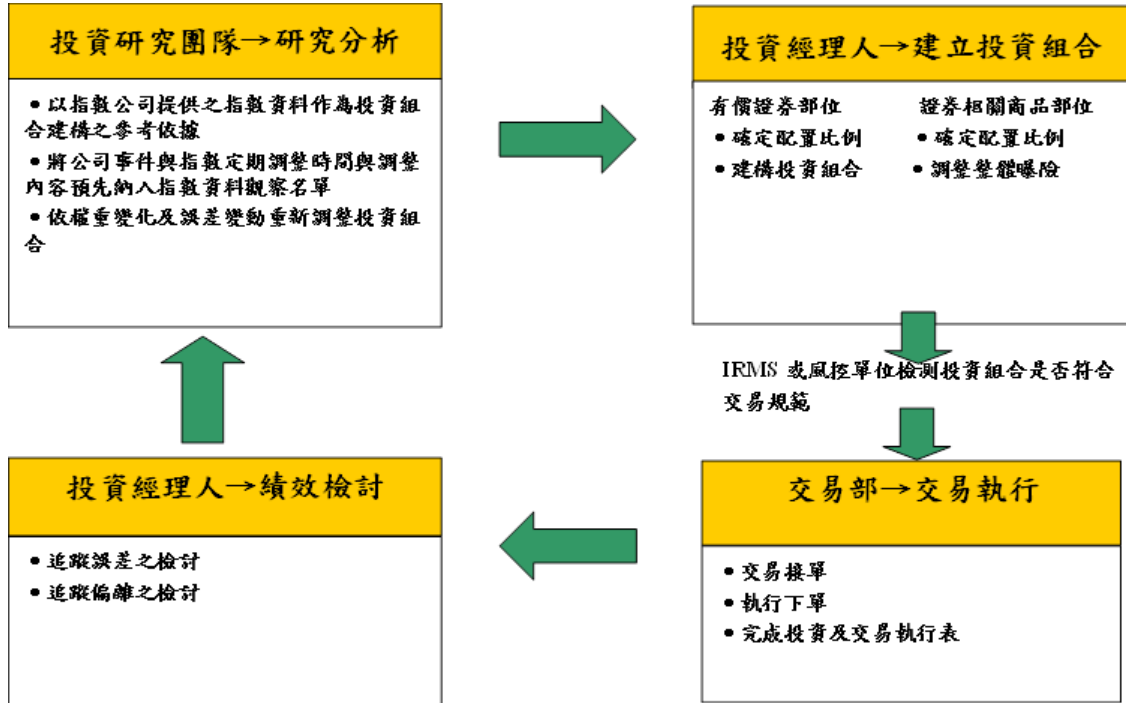 投資研究團隊→研究分析
• 以指數公司提供之指數資料作為投資組
合建構之參考依據
• 將公司事件與指數定期調整時間與調整
內容預先納入指數資料觀察名單
• 依權重變化及誤差變動重新調整投資組
合
投資經理人→建立投資組合
有價證券部位 證券相關商品部位
• 確定配置比例 • 確定配置比例
• 建構投資組合 • 調整整體曝險
IRMS 或風控單位檢測投資組合是否符合
交易規範
交易部→交易執行
• 交易接單
• 執行下單
• 完成投資及交易執行表
投資經理人→績效檢討
• 追蹤誤差之檢討
• 追蹤偏離之檢討